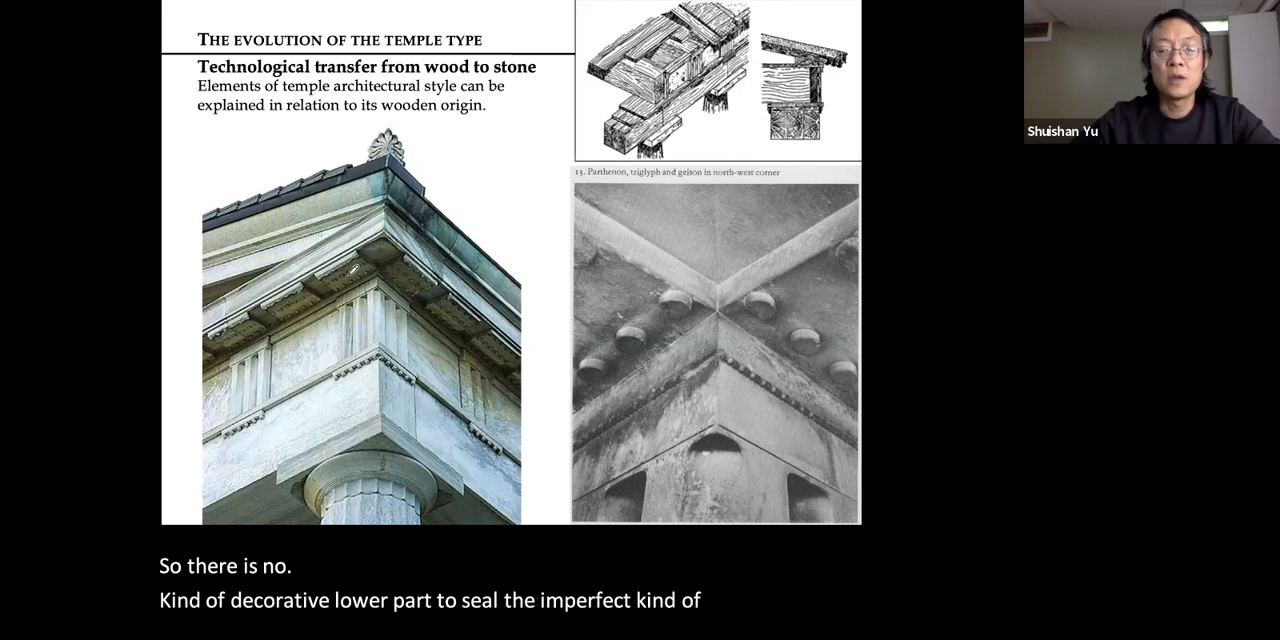 THE EVOLUTION OF THE TEMPLE TYPE
Technological transfer from wood to stone
Elements of temple architectural style can be
explained in relation to its wooden origin.
13. Parthenon, triglyph and geison in north-west corner
Shuishan Yu
So there is no.
Kind of decorative lower part to seal the imperfect kind of